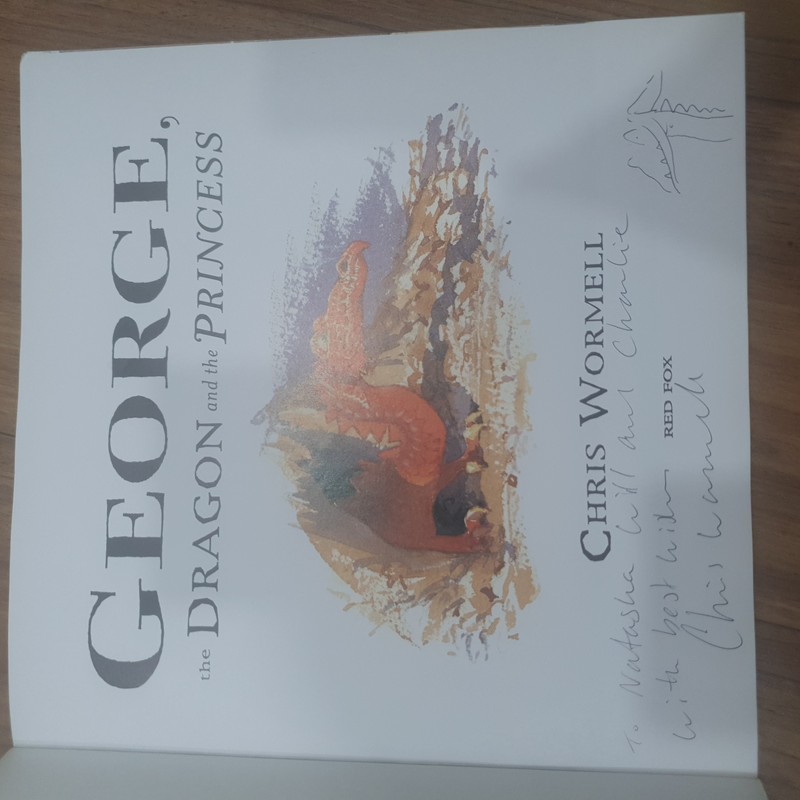 GEORGE,
the DRAGON and the PRINCESS
CHRIS WORMELL
To Natasha Will and Charlie
RED FOX
With best wishes
Chris Wormell